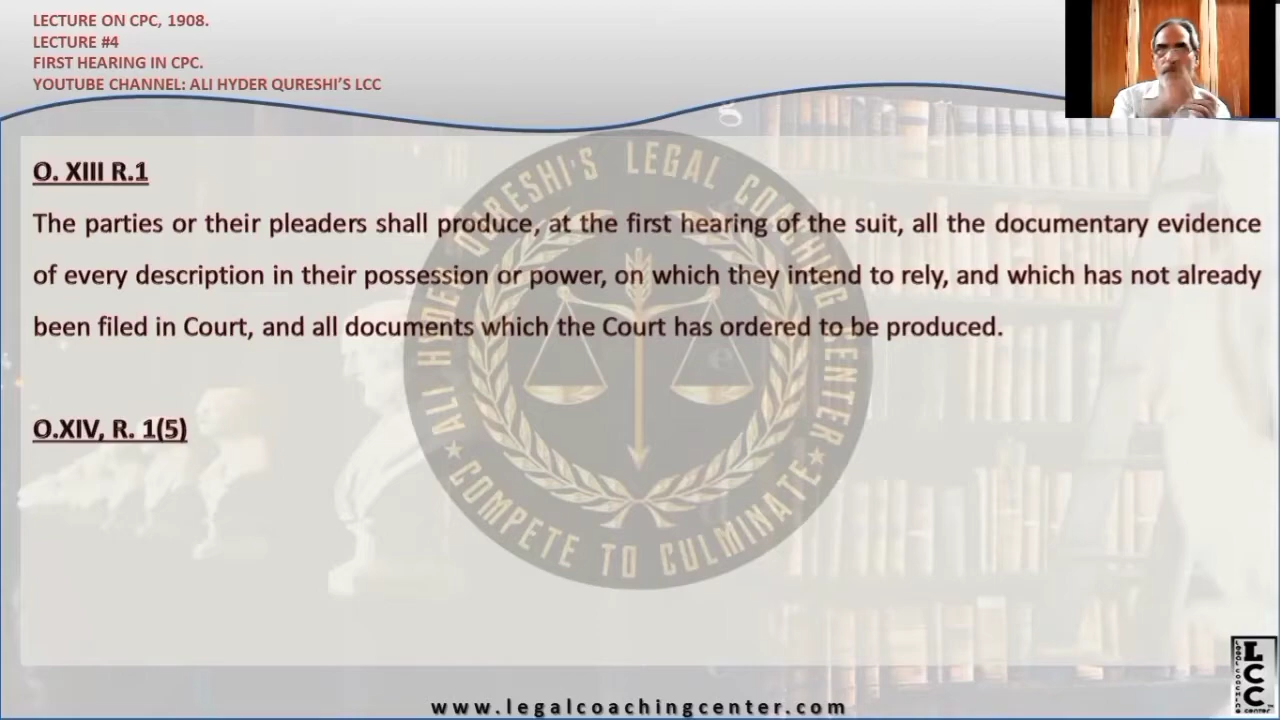 LECTURE ON CPC, 1908.
LECTURE #4
FIRST HEARING IN CPC.
YOUTUBE CHANNEL: ALI HYDER QURESHI’S LCC
O. XIII R.1
The parties or their pleaders shall produce, at the first hearing of the suit, all the documentary evidence
of every description in their possession or power, on which they intend to rely, and which has not already
been filed in Court, and all documents which the Court has ordered to be produced.
O.XIV, R. 1(5)
ALI HYDER QURESHI'S LEGAL COACHING CENTER
★ COMPETE TO CULMINATE ★
LCC
LEGAL COACHING CENTER
www.legalcoachingcenter.com